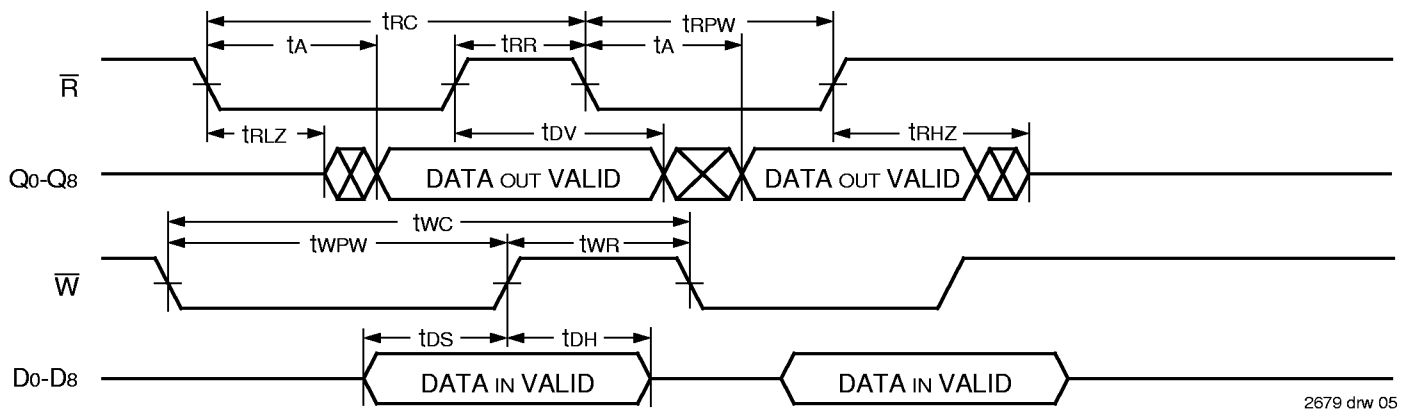 tRC tRPW
tA tRR tA
R̅
tRLZ tDV tRHZ
Q0-Q8 DATA OUT VALID DATA OUT VALID
tWC
tWPW tWR
W̅
tDS tDH
D0-D8 DATA IN VALID DATA IN VALID
2679 drw 05